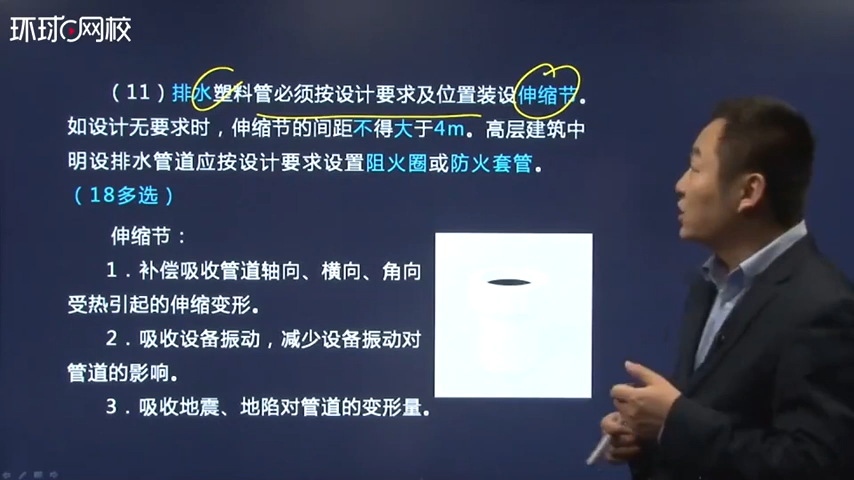 环球网校
（11）排水塑料管必须按设计要求及位置装设伸缩节。
如设计无要求时，伸缩节的间距不得大于4m。高层建筑中
明设排水管道应按设计要求设置阻火圈或防火套管。
（18多选）
伸缩节：
1．补偿吸收管道轴向、横向、角向
受热引起的伸缩变形。
2．吸收设备振动，减少设备振动对
管道的影响。
3．吸收地震、地陷对管道的变形量。